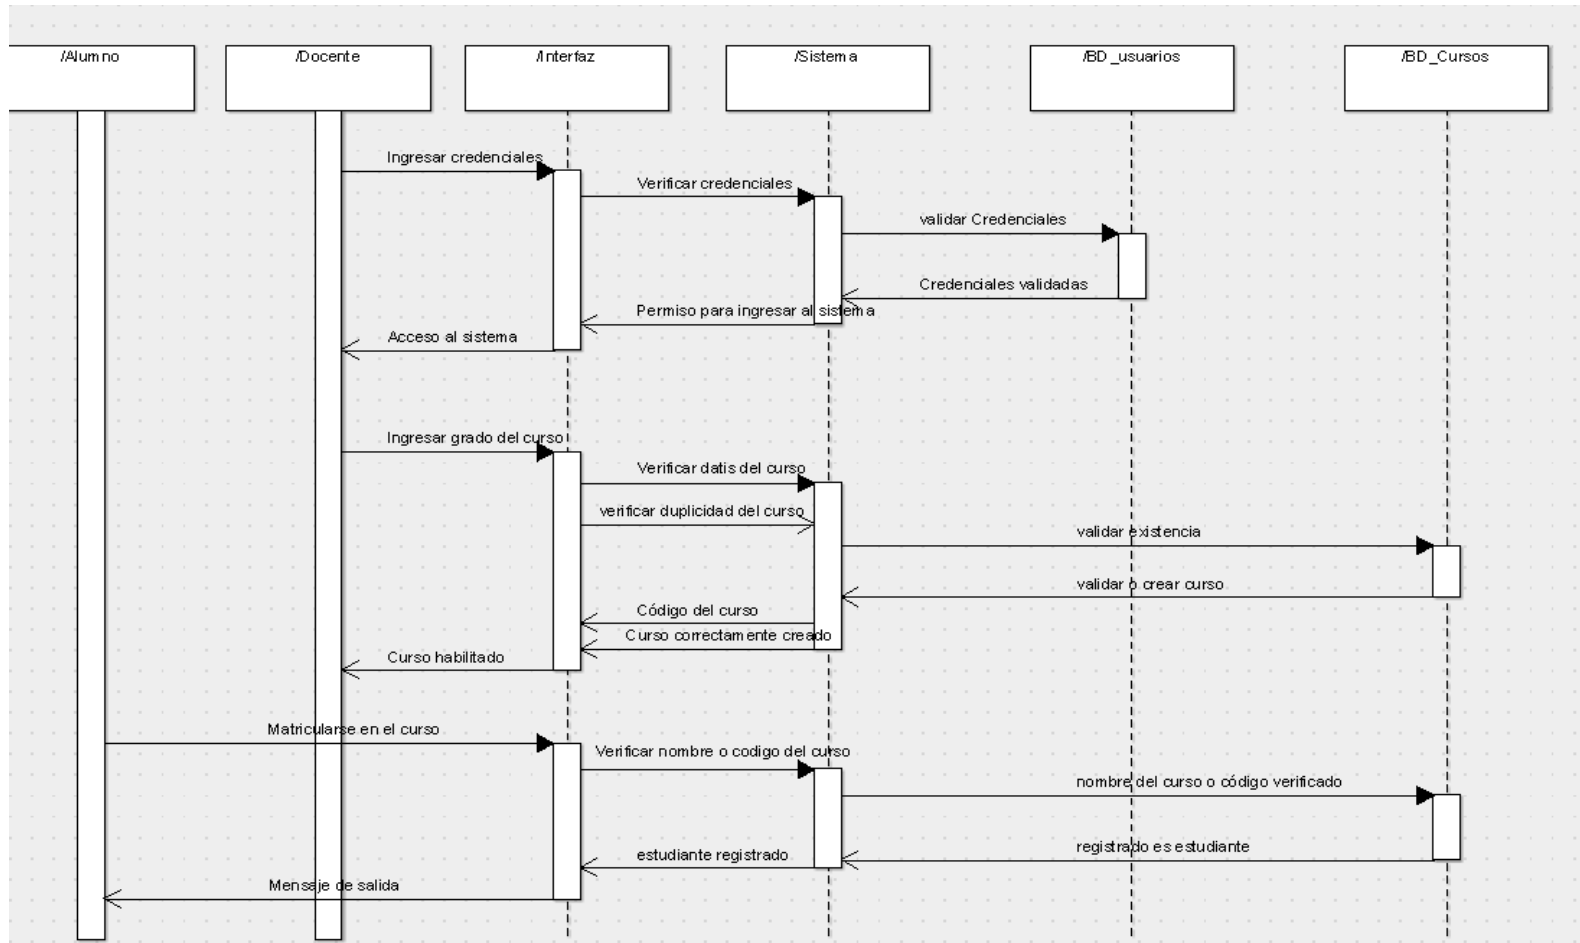 /Alumno
/Docente
/Interfaz
/Sistema
/BD_usuarios
/BD_Cursos
Ingresar credenciales
Verificar credenciales
validar Credenciales
Credenciales validadas
Permiso para ingresar al sistema
Acceso al sistema
Ingresar grado del curso
Verificar datis del curso
verificar duplicidad del curso
validar existencia
validar o crear curso
Código del curso
Curso correctamente creado
Curso habilitado
Matricularse en el curso
Verificar nombre o codigo del curso
nombre del curso o código verificado
registrado es estudiante
estudiante registrado
Mensaje de salida